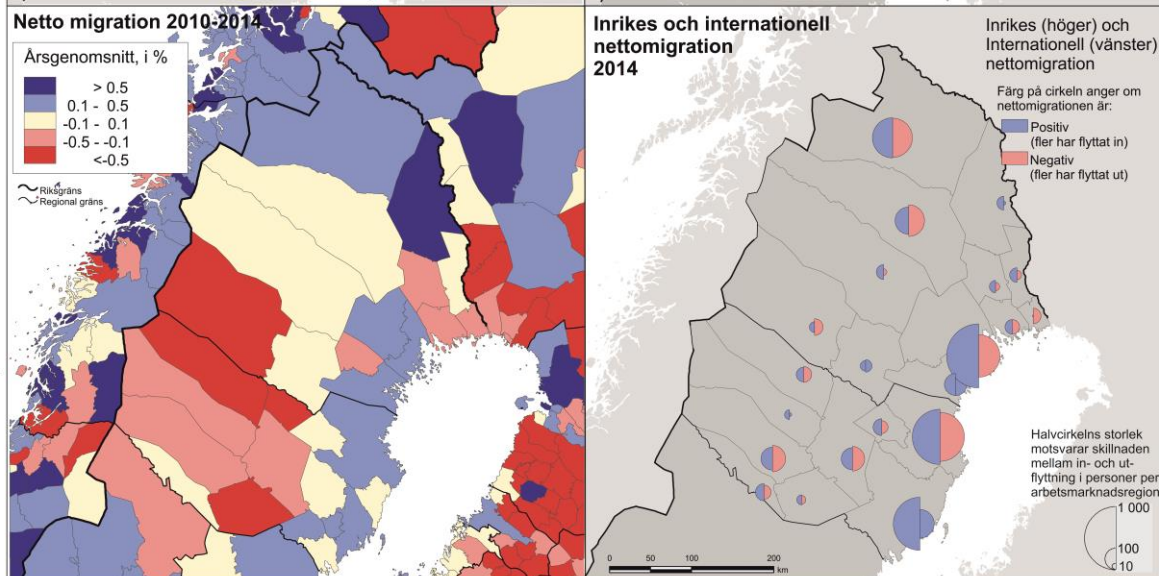 Netto migration 2010-2014
Årsgenomsnitt, i %
> 0.5
0.1 - 0.5
-0.1 - 0.1
-0.5 - -0.1
<-0.5
Riksgräns
Regional gräns
Inrikes och internationell
nettomigration
2014
Inrikes (höger) och
Internationell (vänster)
nettomigration
Färg på cirkeln anger om
nettomigrationen är:
Positiv
(fler har flyttat in)
Negativ
(fler har flyttat ut)
Halvcirkelns storlek
motsvarar skillnaden
mellam in- och ut-
flyttning i personer per
arbetsmarknadsregion
1 000
100
10
0 50 100 200
km